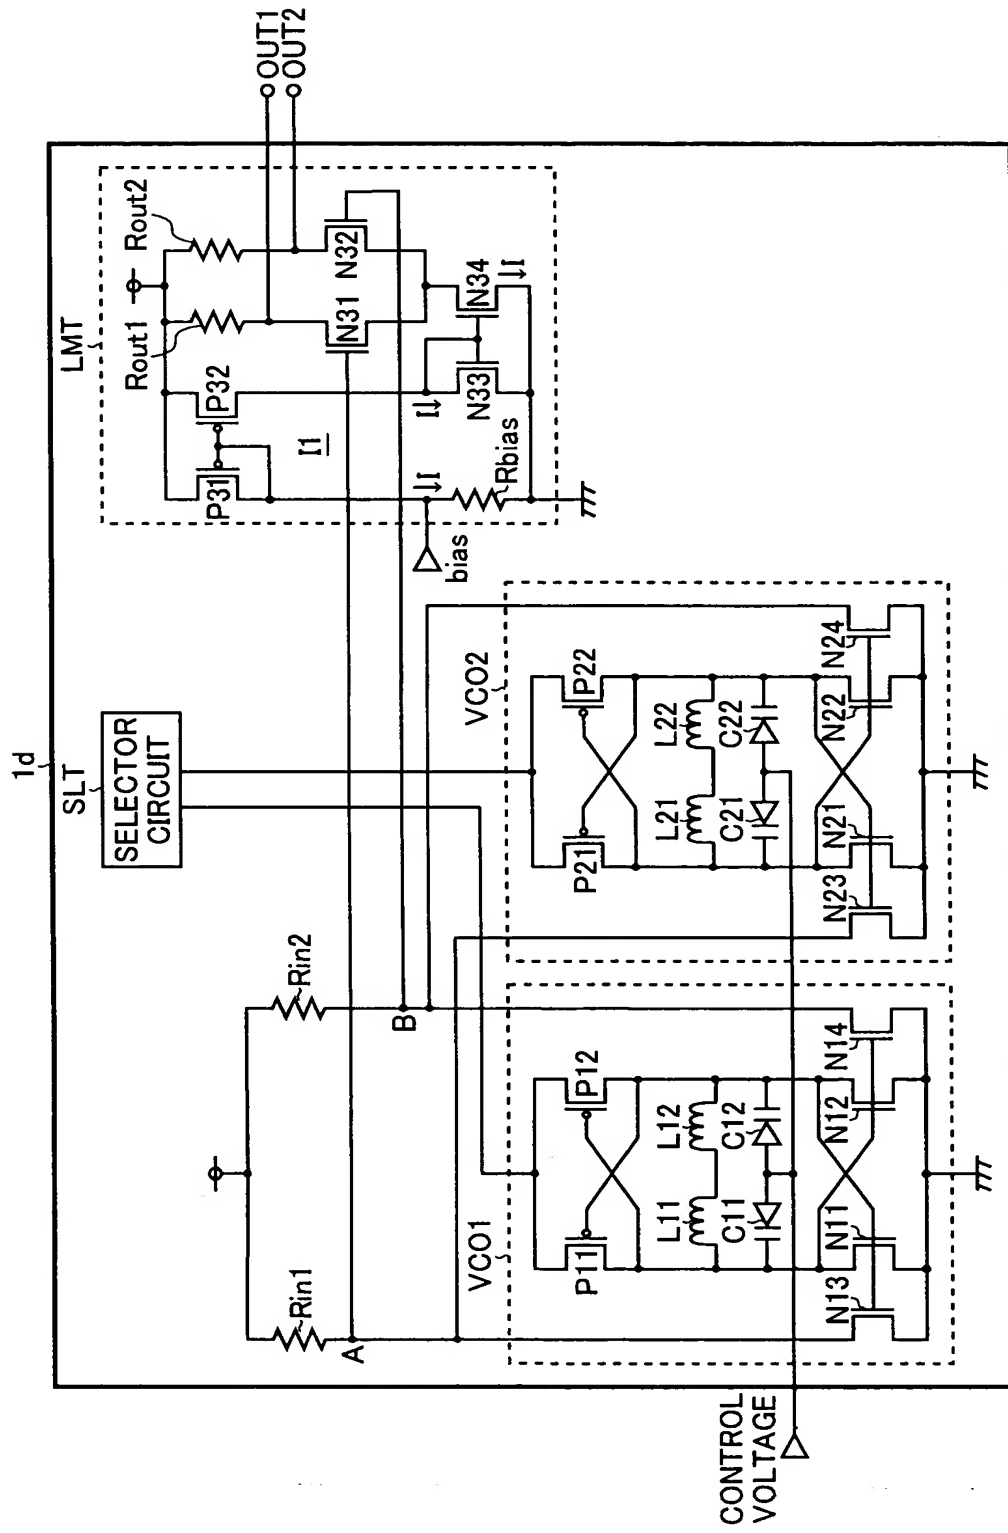 1d
SLT
SELECTOR
CIRCUIT
LMT
Rout1
Rout2
OUT1
OUT2
P31
P32
I1
N31
N32
I
I
I
N33
N34
Rbias
bias
Rin1
Rin2
A
B
VCO1
P11
P12
L11
L12
C11
C12
N13
N11
N12
N14
VCO2
P21
P22
L21
L22
C21
C22
N23
N21
N22
N24
CONTROL
VOLTAGE